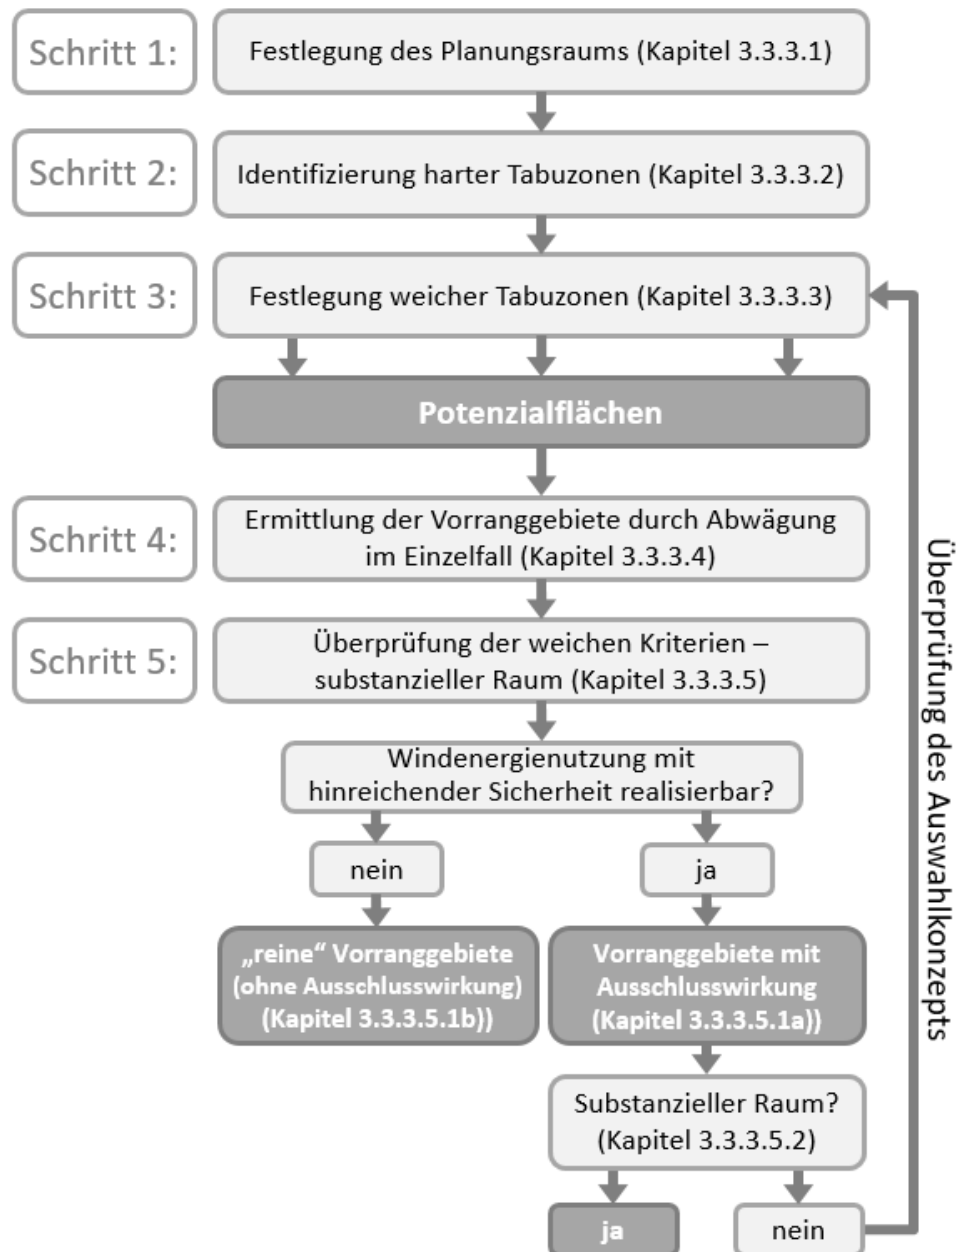 Schritt 1:
Festlegung des Planungsraums (Kapitel 3.3.3.1)
Schritt 2:
Identifizierung harter Tabuzonen (Kapitel 3.3.3.2)
Schritt 3:
Festlegung weicher Tabuzonen (Kapitel 3.3.3.3)
Potenzialflächen
Schritt 4:
Ermittlung der Vorranggebiete durch Abwägung
im Einzelfall (Kapitel 3.3.3.4)
Schritt 5:
Überprüfung der weichen Kriterien –
substanzieller Raum (Kapitel 3.3.3.5)
Windenergienutzung mit
hinreichender Sicherheit realisierbar?
nein
ja
„reine“ Vorranggebiete
(ohne Ausschlusswirkung)
(Kapitel 3.3.3.5.1b))
Vorranggebiete mit
Ausschlusswirkung
(Kapitel 3.3.3.5.1a))
Substanzieller Raum?
(Kapitel 3.3.3.5.2)
ja
nein
Überprüfung des Auswahlkonzepts